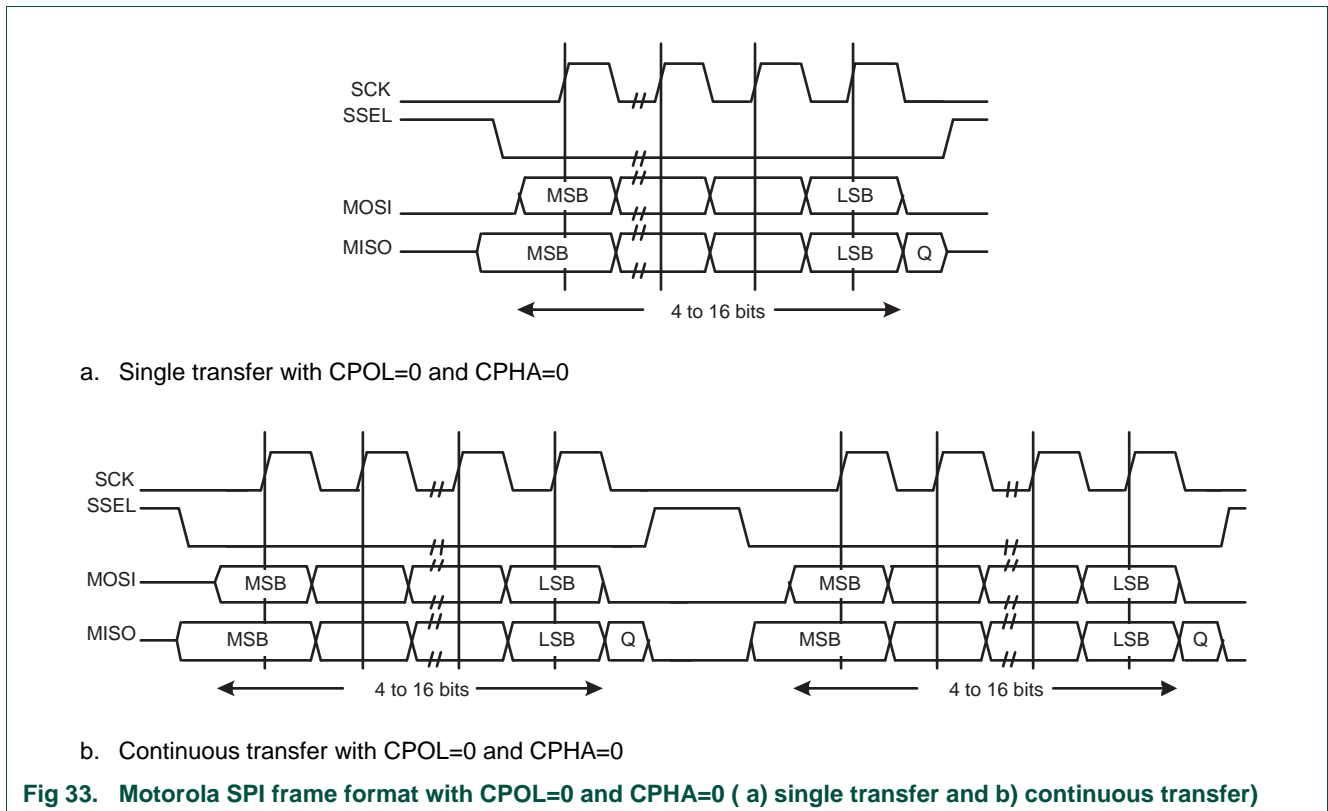 SCK
SSEL
MOSI
MSB
LSB
MISO
MSB
LSB
Q
4 to 16 bits
a. Single transfer with CPOL=0 and CPHA=0
SCK
SSEL
MOSI
MSB
LSB
MSB
LSB
MISO
MSB
LSB
Q
MSB
LSB
Q
4 to 16 bits
4 to 16 bits
b. Continuous transfer with CPOL=0 and CPHA=0
Fig 33. Motorola SPI frame format with CPOL=0 and CPHA=0 ( a) single transfer and b) continuous transfer)